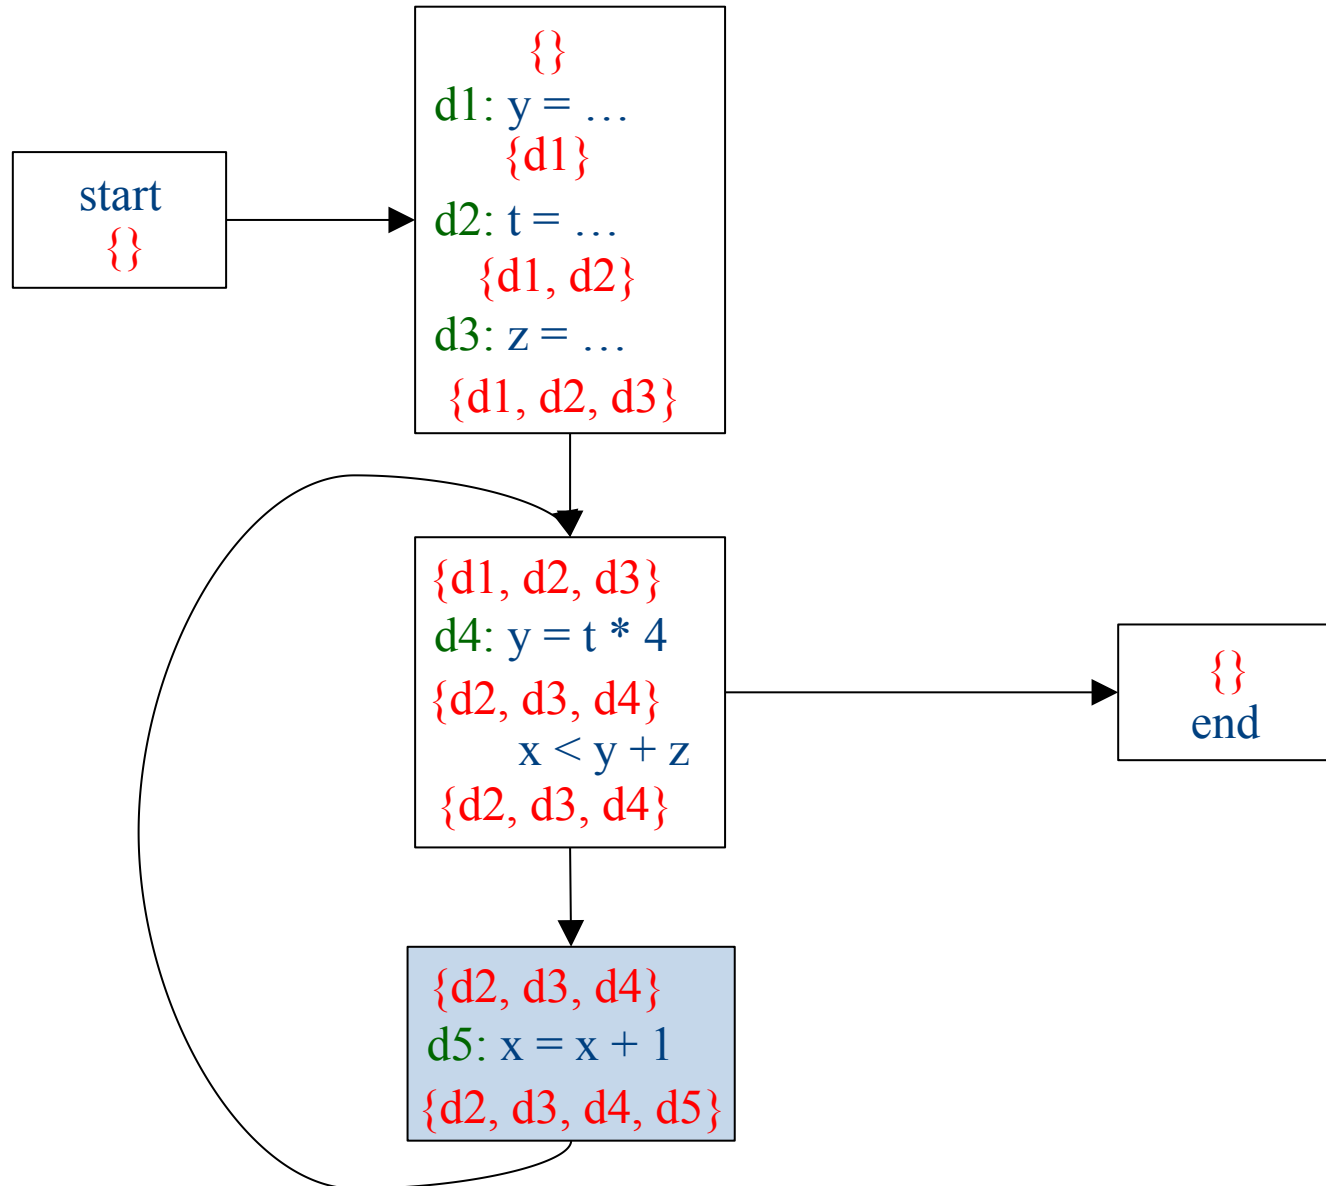 start
{}
{}
d1: y = …
{d1}
d2: t = …
{d1, d2}
d3: z = …
{d1, d2, d3}
{d1, d2, d3}
d4: y = t * 4
{d2, d3, d4}
x < y + z
{d2, d3, d4}
{}
end
{d2, d3, d4}
d5: x = x + 1
{d2, d3, d4, d5}